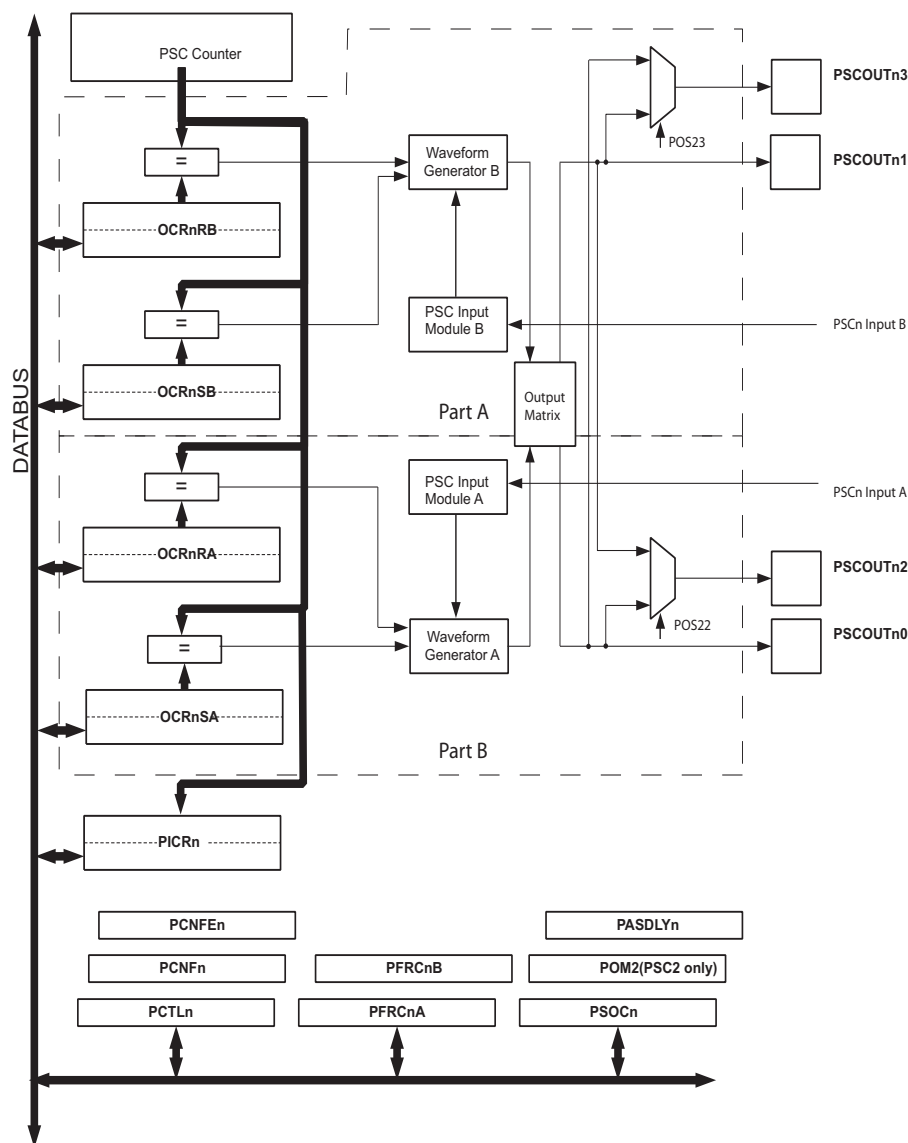 PSC Counter
PSCOUTn3
POS23
=
Waveform
Generator B
PSCOUTn1
OCRnRB
=
PSC Input
Module B
PSCn Input B
OCRnSB
Output
Matrix
Part A
DATABUS
=
PSC Input
Module A
PSCn Input A
OCRnRA
PSCOUTn2
POS22
=
Waveform
Generator A
PSCOUTn0
OCRnSA
Part B
PICRn
PCNFEn
PASDLYn
PCNFn
PFRCnB
POM2(PSC2 only)
PCTLn
PFRCnA
PSOCn